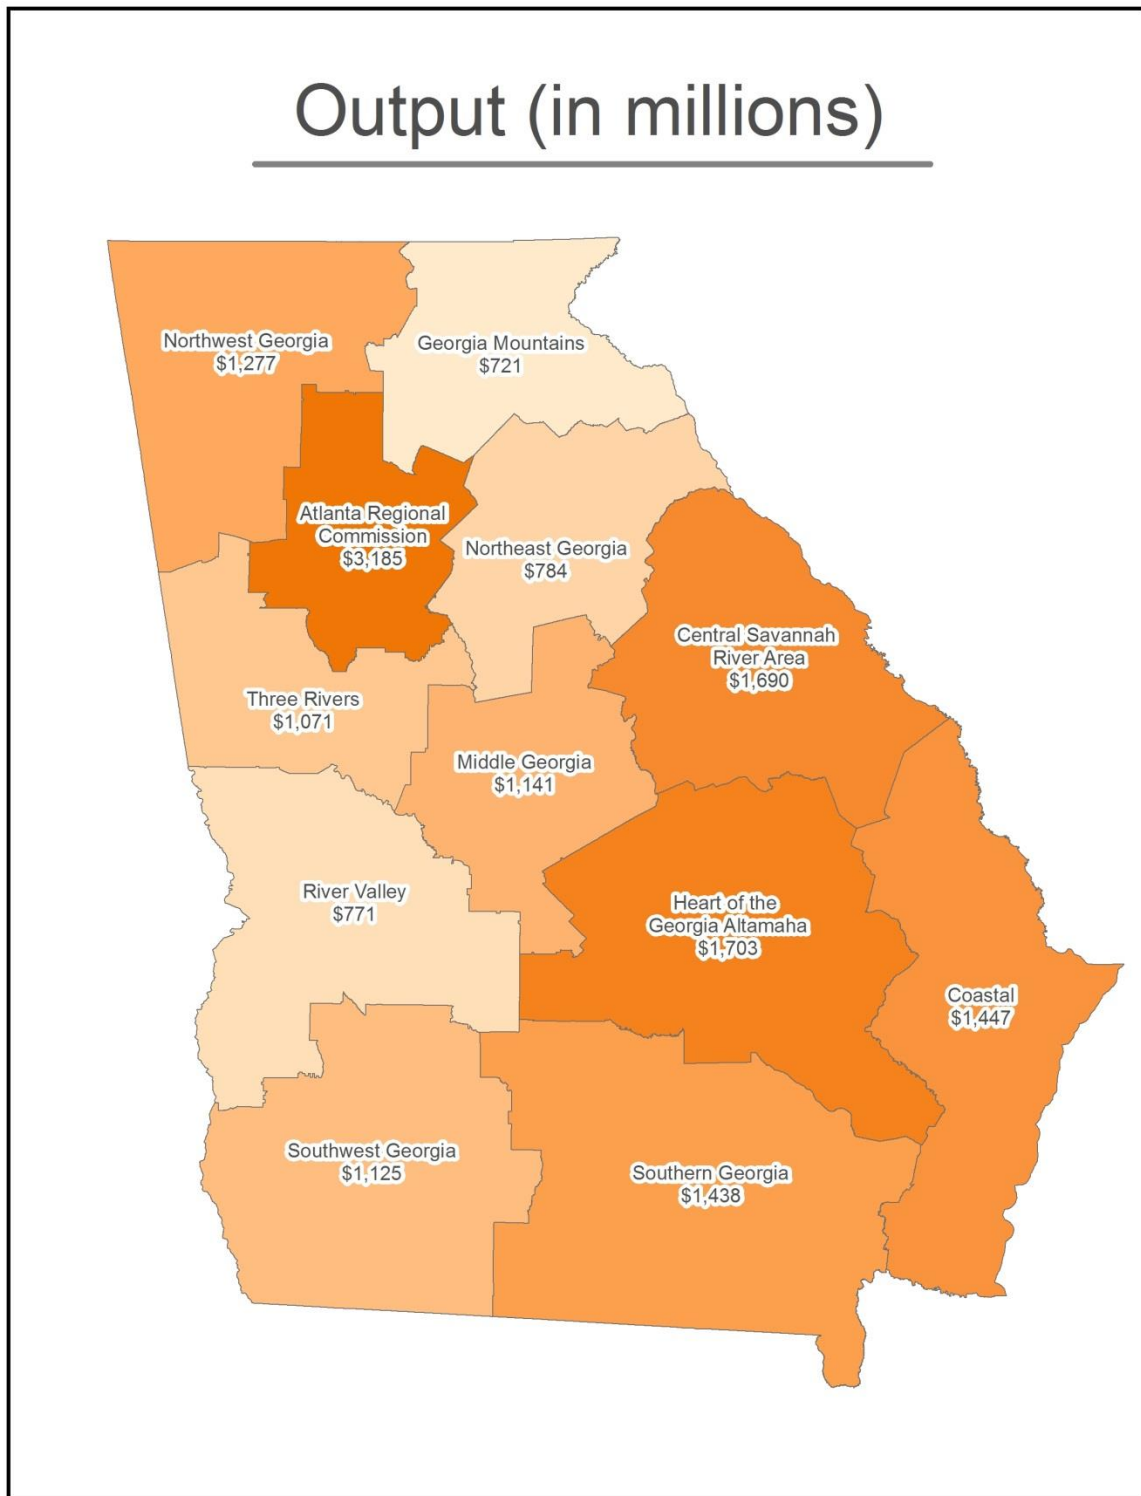 Output (in millions)
Northwest Georgia
$1,277
Georgia Mountains
$721
Atlanta Regional
Commission
$3,185
Northeast Georgia
$784
Central Savannah
River Area
$1,690
Three Rivers
$1,071
Middle Georgia
$1,141
River Valley
$771
Heart of the
Georgia Altamaha
$1,703
Coastal
$1,447
Southwest Georgia
$1,125
Southern Georgia
$1,438